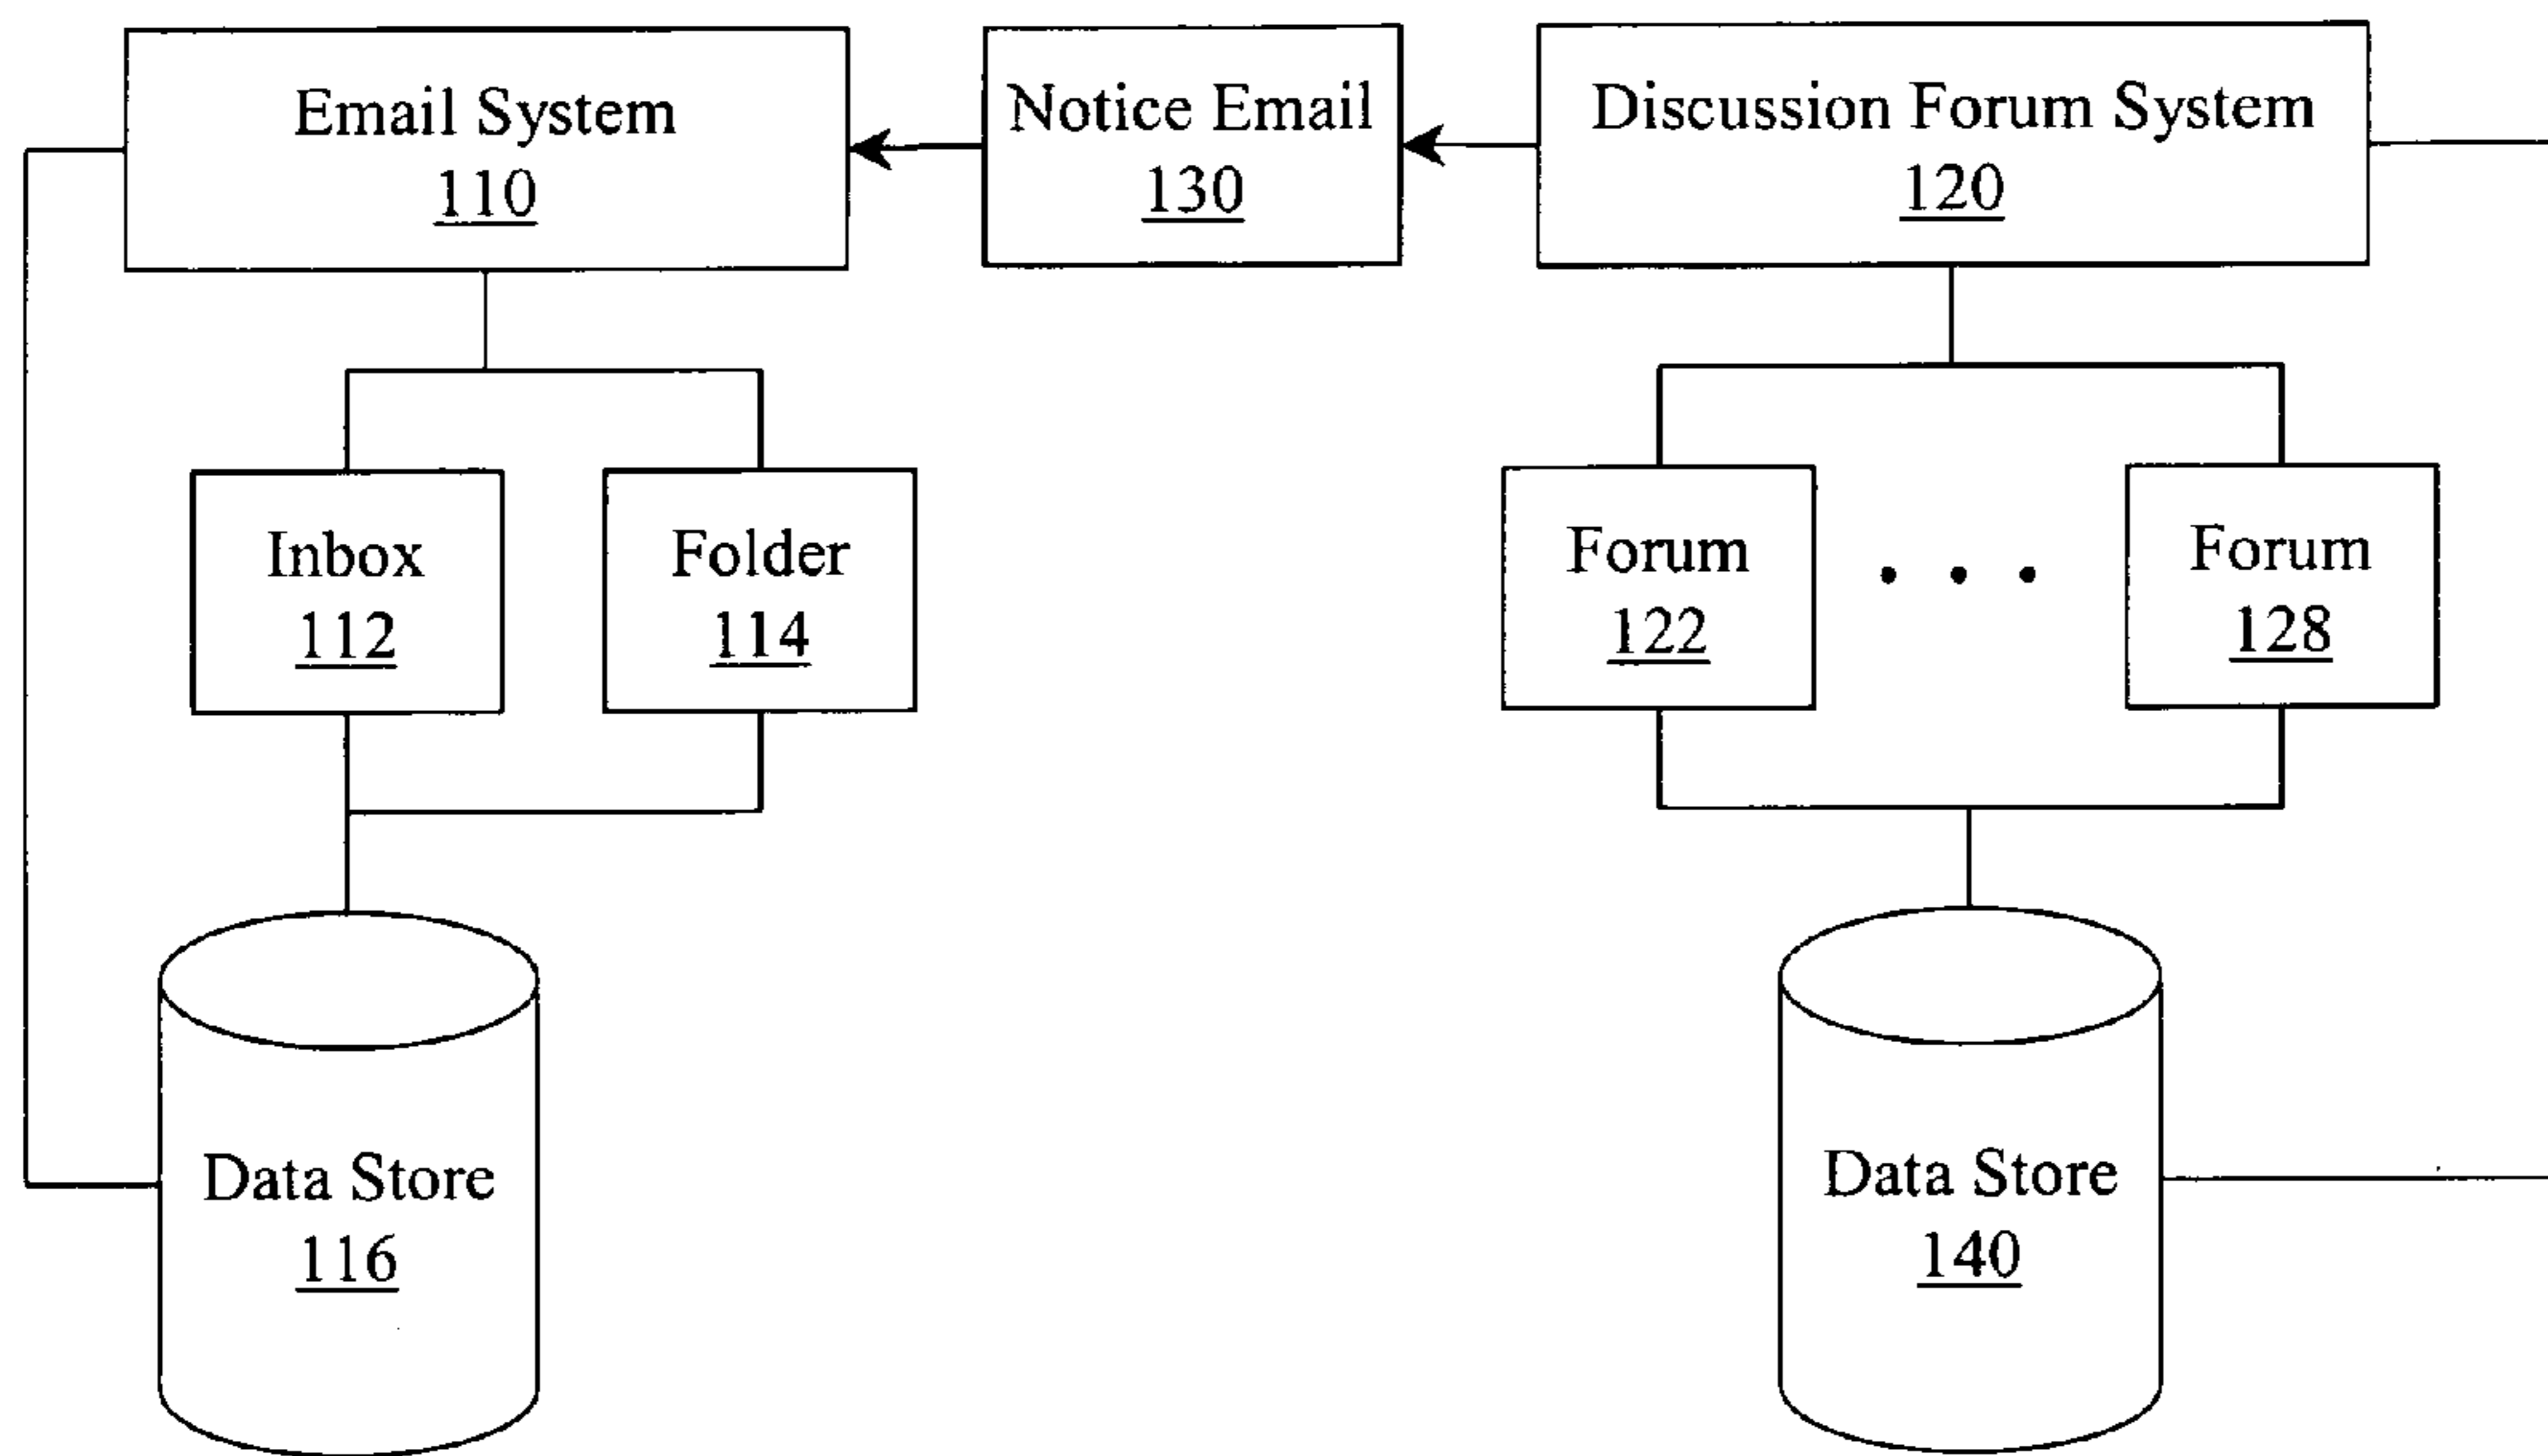 Email System
110
Notice Email
130
Discussion Forum System
120
Inbox
112
Folder
114
Forum
122
. . .
Forum
128
Data Store
116
Data Store
140